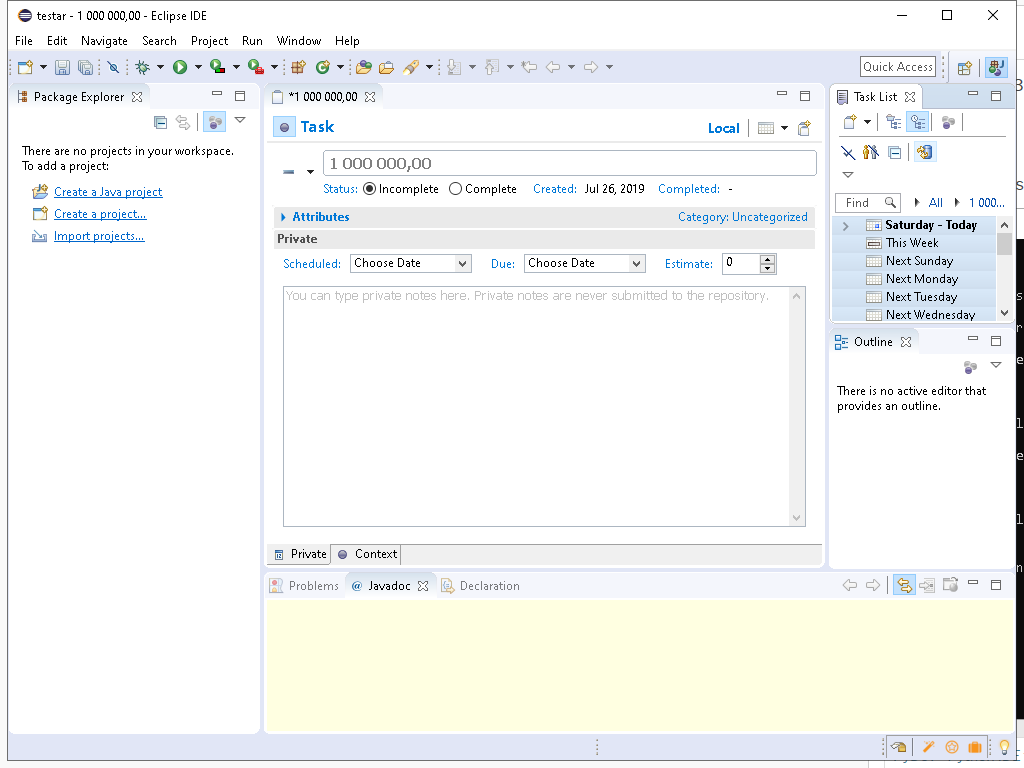 testar - 1 000 000,00 - Eclipse IDE
File Edit Navigate Search Project Run Window Help
Quick Access
Package Explorer
There are no projects in your workspace.
To add a project:
Create a Java project
Create a project...
Import projects...
*1 000 000,00
Task
Local
1 000 000,00
Status: Incomplete Complete Created: Jul 26, 2019 Completed: -
Attributes Category: Uncategorized
Private
Scheduled: Choose Date Due: Choose Date Estimate: 0
You can type private notes here. Private notes are never submitted to the repository.
Private Context
Problems @ Javadoc Declaration
Task List
Find All 1 000...
Saturday - Today
This Week
Next Sunday
Next Monday
Next Tuesday
Next Wednesday
Outline
There is no active editor that
provides an outline.